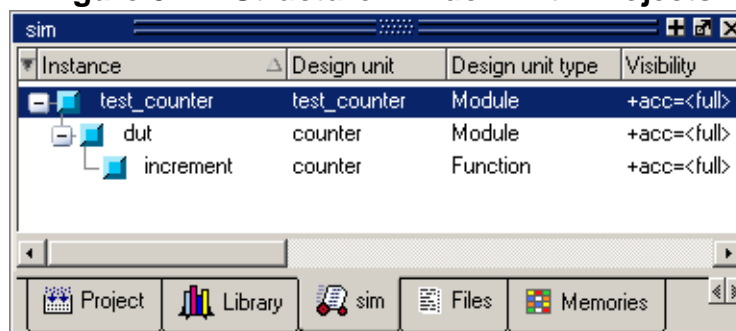 Structure
sim
Instance Design unit Design unit type Visibility
test_counter test_counter Module +acc=<full>
dut counter Module +acc=<full>
increment counter Function +acc=<full>
Project Library sim Files Memories